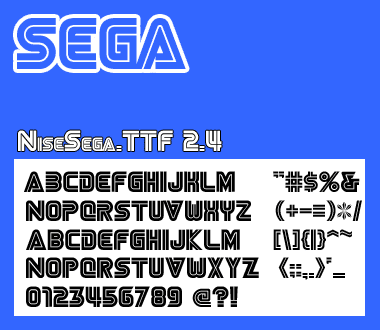 SEGA
NiseSega.TTF 2.4
ABCDEFGHIJKLM "#$%&
NOPQRSTUVWXYZ (+-=)*/
ABCDEFGHIJKLM [\]{|}^~
NOPQRSTUVWXYZ 《::,.》'_
0123456789 @?!